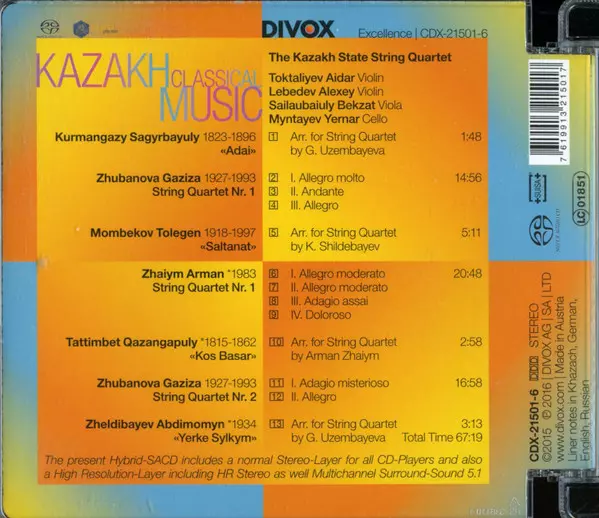 DIVOX
Excellence | CDX-21501-6
KAZAKH
CLASSICAL
MUSIC
The Kazakh State String Quartet
Toktaliyev Aidar Violin
Lebedev Alexey Violin
Sailaubaiuly Bekzat Viola
Myntayev Yernar Cello
Kurmangazy Sagyrbayuly 1823-1896 1 Arr. for String Quartet 1:48
«Adai» by G. Uzembayeva
Zhubanova Gaziza 1927-1993 2 I. Allegro molto 14:56
String Quartet Nr. 1 3 II. Andante
4 III. Allegro
Mombekov Tolegen 1918-1997 5 Arr. for String Quartet 5:11
«Saltanat» by K. Shildebayev
Zhaiym Arman *1983 6 I. Allegro moderato 20:48
String Quartet Nr. 1 7 II. Allegro moderato
8 III. Adagio assai
9 IV. Doloroso
Tattimbet Qazangapuly *1815-1862 10 Arr. for String Quartet 2:58
«Kos Basar» by Arman Zhaiym
Zhubanova Gaziza 1927-1993 11 I. Adagio misterioso 16:58
String Quartet Nr. 2 12 II. Allegro
Zheldibayev Abdimomyn *1934 13 Arr. for String Quartet 3:13
«Yerke Sylkym» by G. Uzembayeva Total Time 67:19
The present Hybrid-SACD includes a normal Stereo-Layer for all CD-Players and also
a High Resolution-Layer including HR Stereo as well Multichannel Surround-Sound 5.1
7 619913 215017
SUISA
LC 01851
CDX-21501-6 DDD STEREO
©2015 ℗2016 | DIVOX AG | SA | LTD
www.divox.com | Made in Austria
Liner notes in Khazach, German,
English, Russian